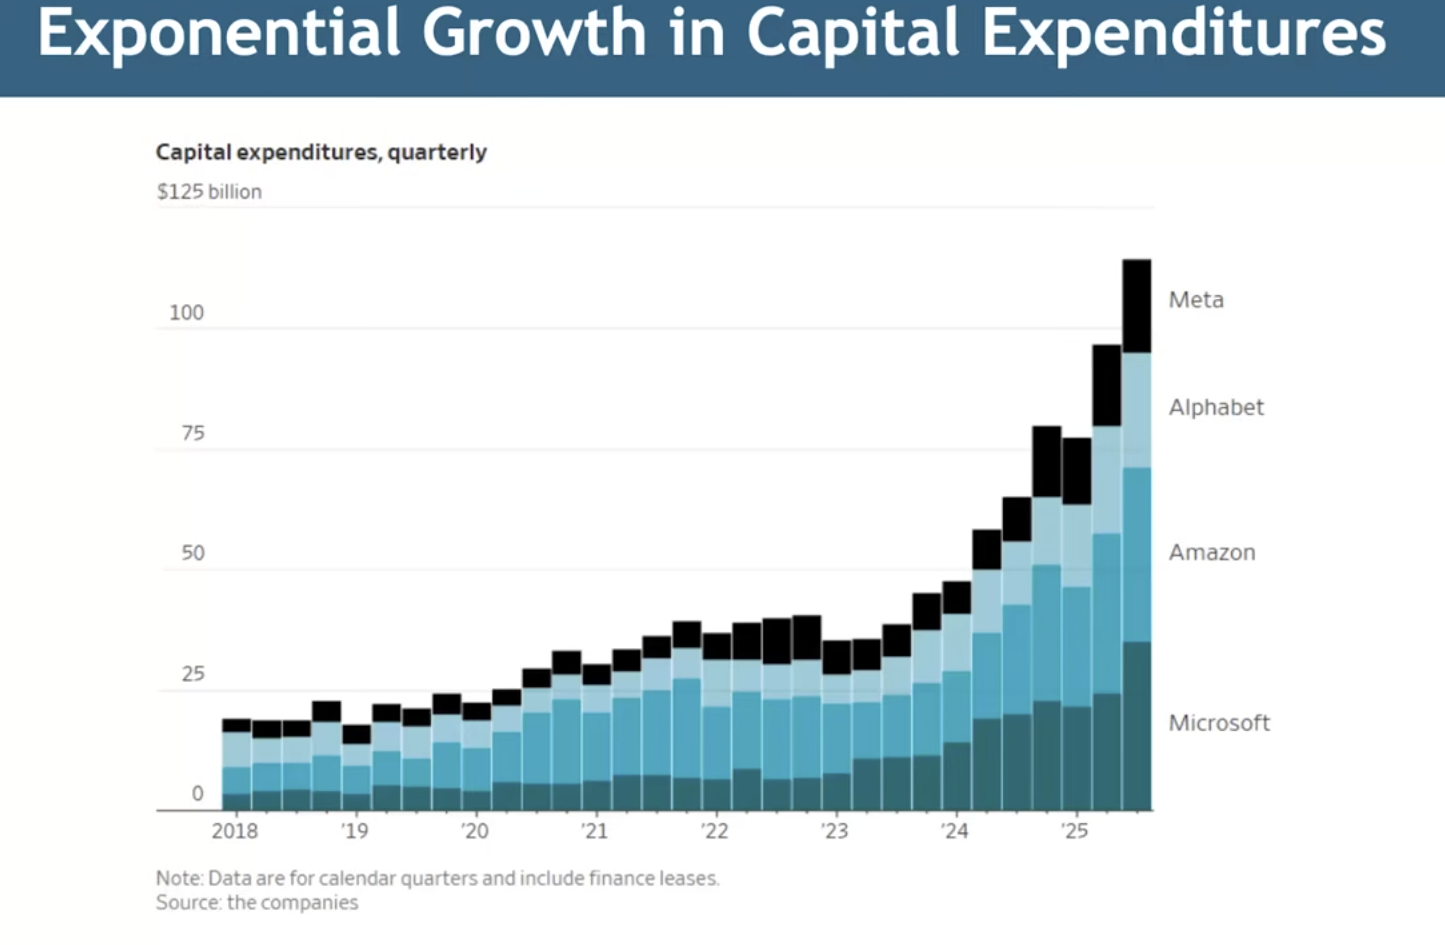 Exponential Growth in Capital Expenditures
Capital expenditures, quarterly
$125 billion
100
75
50
25
0
Meta
Alphabet
Amazon
Microsoft
2018 ’19 ’20 ’21 ’22 ’23 ’24 ’25
Note: Data are for calendar quarters and include finance leases.
Source: the companies